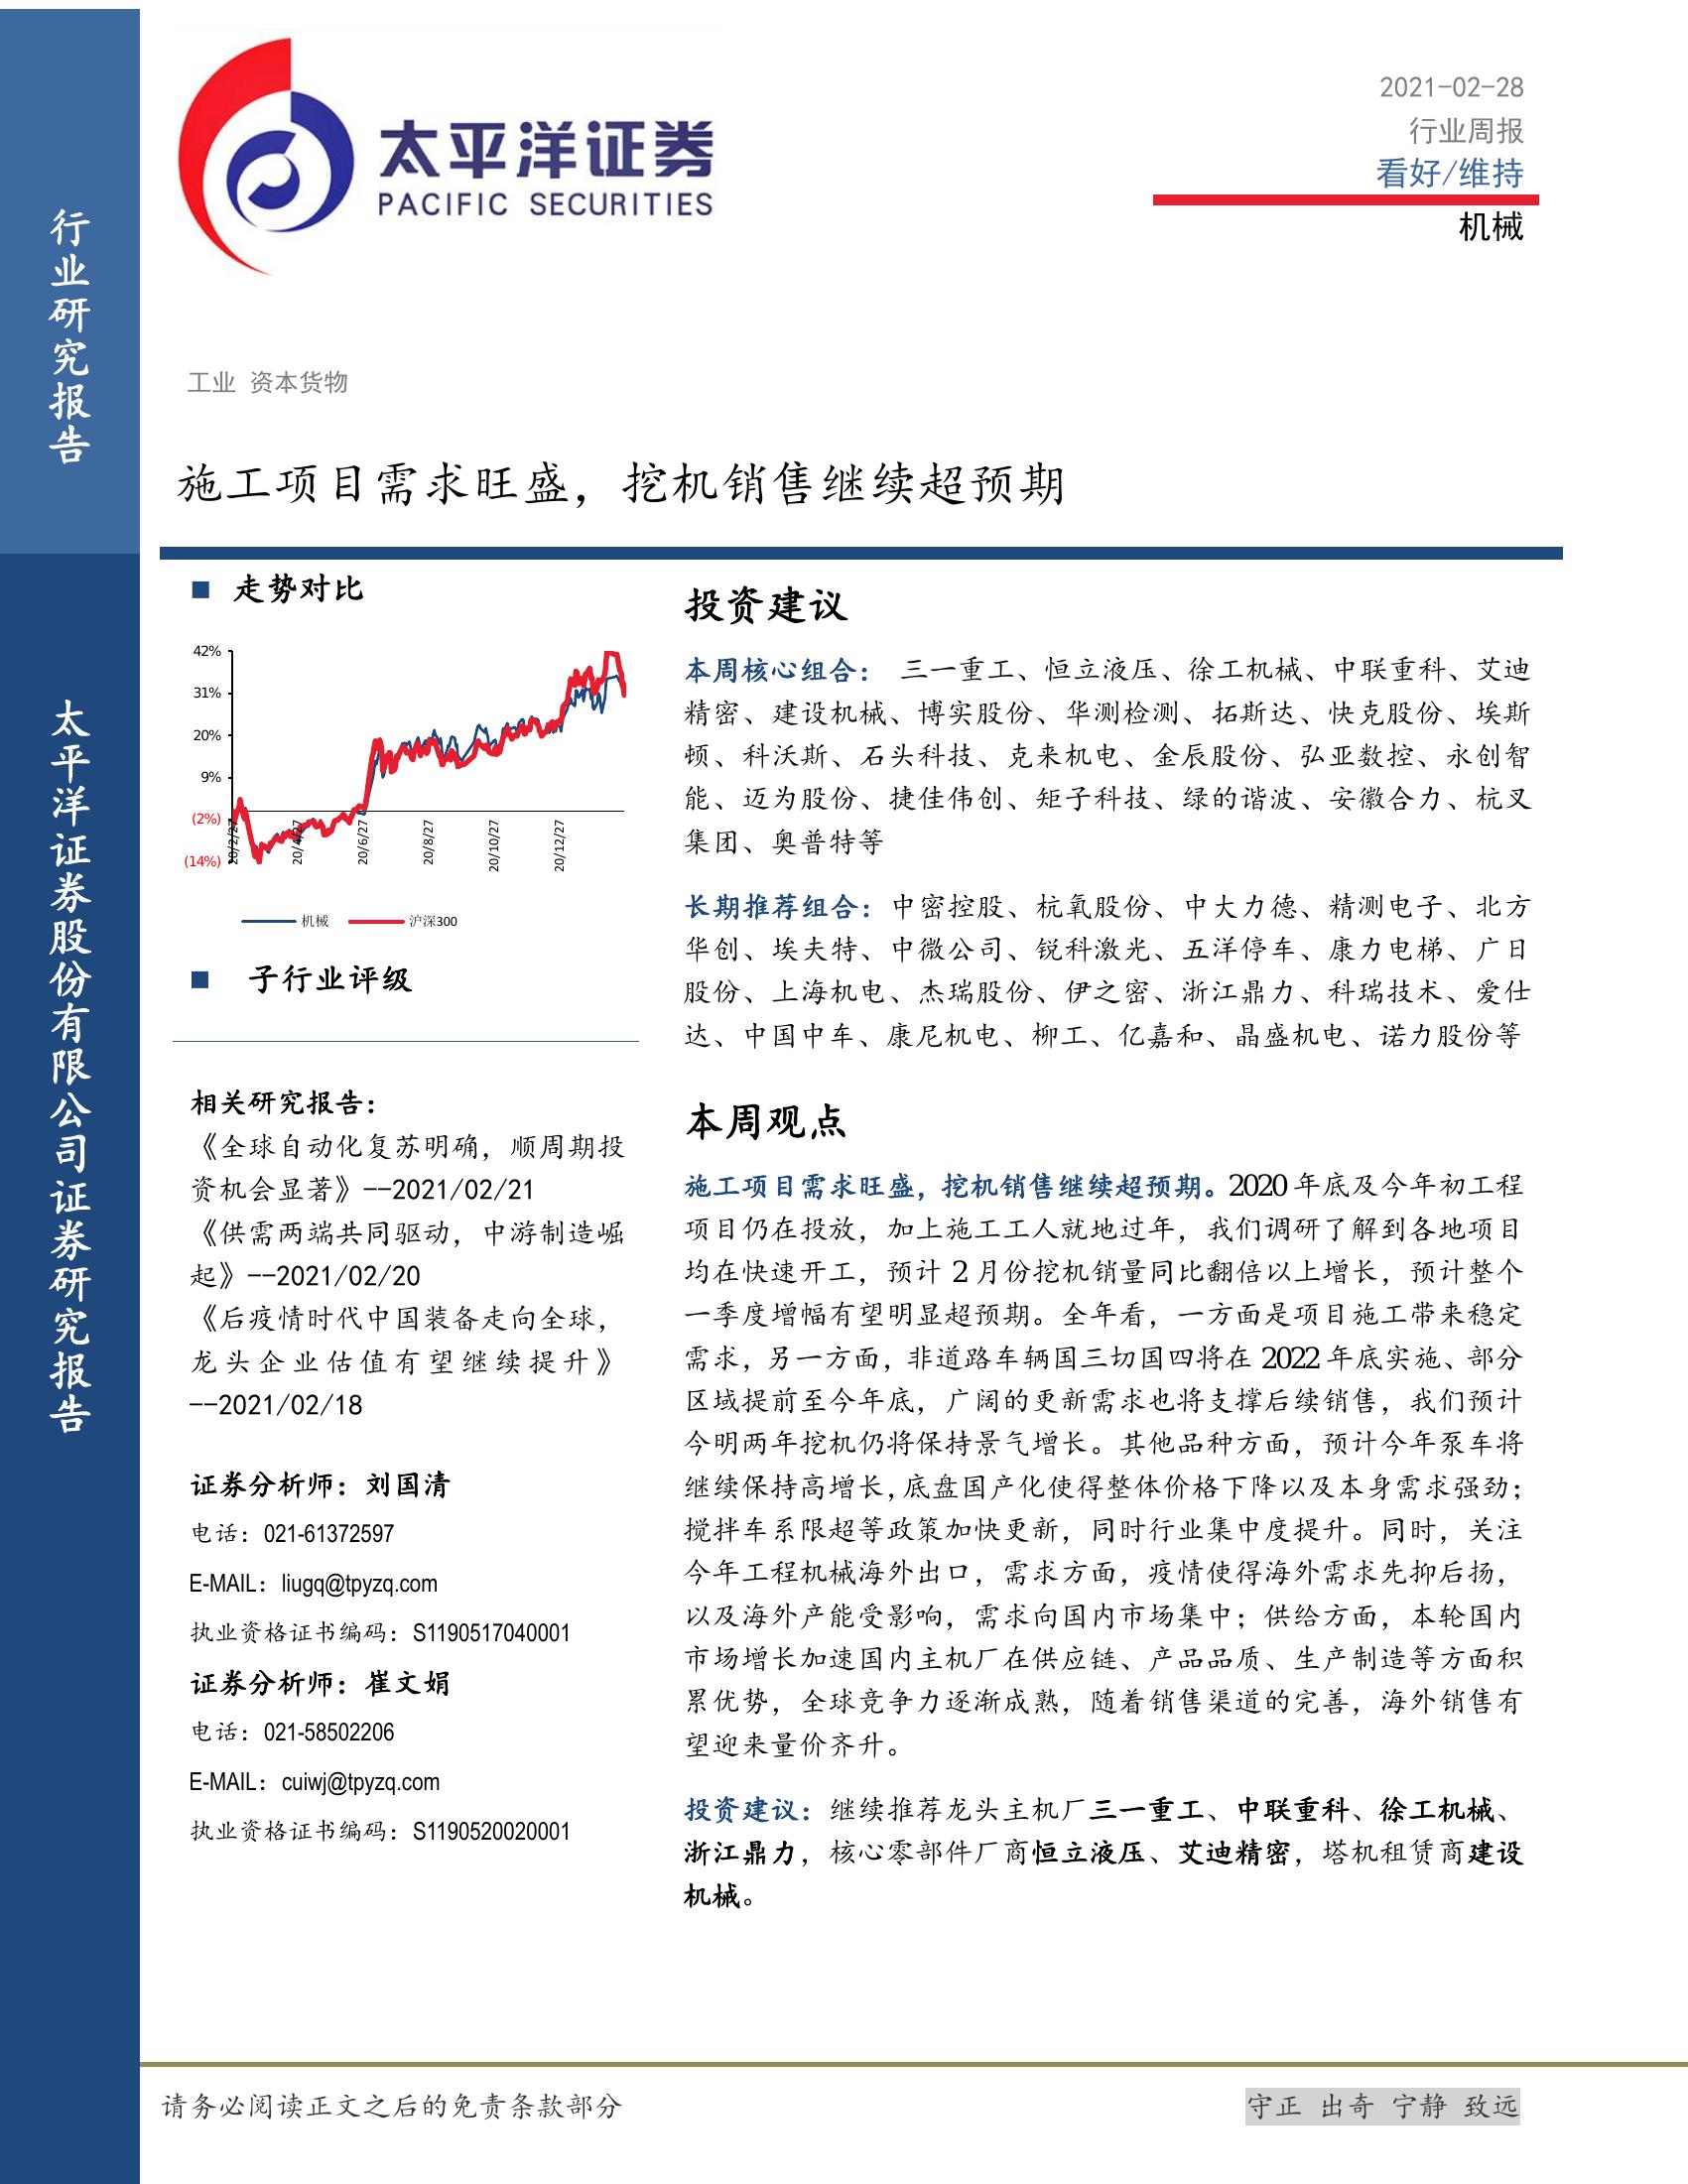 行业研究报告
太平洋证券股份有限公司证券研究报告
太平洋证券
PACIFIC SECURITIES
2021-02-28
行业周报
看好/维持
机械
工业 资本货物
施工项目需求旺盛，挖机销售继续超预期
■ 走势对比
42%
31%
20%
9%
(2%)
(14%)
20/2/27
20/4/27
20/6/27
20/8/27
20/10/27
20/12/27
机械 沪深300
■ 子行业评级
相关研究报告：
《全球自动化复苏明确，顺周期投
资机会显著》--2021/02/21
《供需两端共同驱动，中游制造崛
起》--2021/02/20
《后疫情时代中国装备走向全球，
龙头企业估值有望继续提升》
--2021/02/18
证券分析师：刘国清
电话：021-61372597
E-MAIL：liugq@tpyzq.com
执业资格证书编码：S1190517040001
证券分析师：崔文娟
电话：021-58502206
E-MAIL：cuiwj@tpyzq.com
执业资格证书编码：S1190520020001
投资建议
本周核心组合： 三一重工、恒立液压、徐工机械、中联重科、艾迪
精密、建设机械、博实股份、华测检测、拓斯达、快克股份、埃斯
顿、科沃斯、石头科技、克来机电、金辰股份、弘亚数控、永创智
能、迈为股份、捷佳伟创、矩子科技、绿的谐波、安徽合力、杭叉
集团、奥普特等
长期推荐组合：中密控股、杭氧股份、中大力德、精测电子、北方
华创、埃夫特、中微公司、锐科激光、五洋停车、康力电梯、广日
股份、上海机电、杰瑞股份、伊之密、浙江鼎力、科瑞技术、爱仕
达、中国中车、康尼机电、柳工、亿嘉和、晶盛机电、诺力股份等
本周观点
施工项目需求旺盛，挖机销售继续超预期。2020 年底及今年初工程
项目仍在投放，加上施工工人就地过年，我们调研了解到各地项目
均在快速开工，预计 2 月份挖机销量同比翻倍以上增长，预计整个
一季度增幅有望明显超预期。全年看，一方面是项目施工带来稳定
需求，另一方面，非道路车辆国三切国四将在 2022 年底实施、部分
区域提前至今年底，广阔的更新需求也将支撑后续销售，我们预计
今明两年挖机仍将保持景气增长。其他品种方面，预计今年泵车将
继续保持高增长，底盘国产化使得整体价格下降以及本身需求强劲；
搅拌车系限超等政策加快更新，同时行业集中度提升。同时，关注
今年工程机械海外出口，需求方面，疫情使得海外需求先抑后扬，
以及海外产能受影响，需求向国内市场集中；供给方面，本轮国内
市场增长加速国内主机厂在供应链、产品品质、生产制造等方面积
累优势，全球竞争力逐渐成熟，随着销售渠道的完善，海外销售有
望迎来量价齐升。
投资建议：继续推荐龙头主机厂三一重工、中联重科、徐工机械、
浙江鼎力，核心零部件厂商恒立液压、艾迪精密，塔机租赁商建设
机械。
请务必阅读正文之后的免责条款部分
守正 出奇 宁静 致远